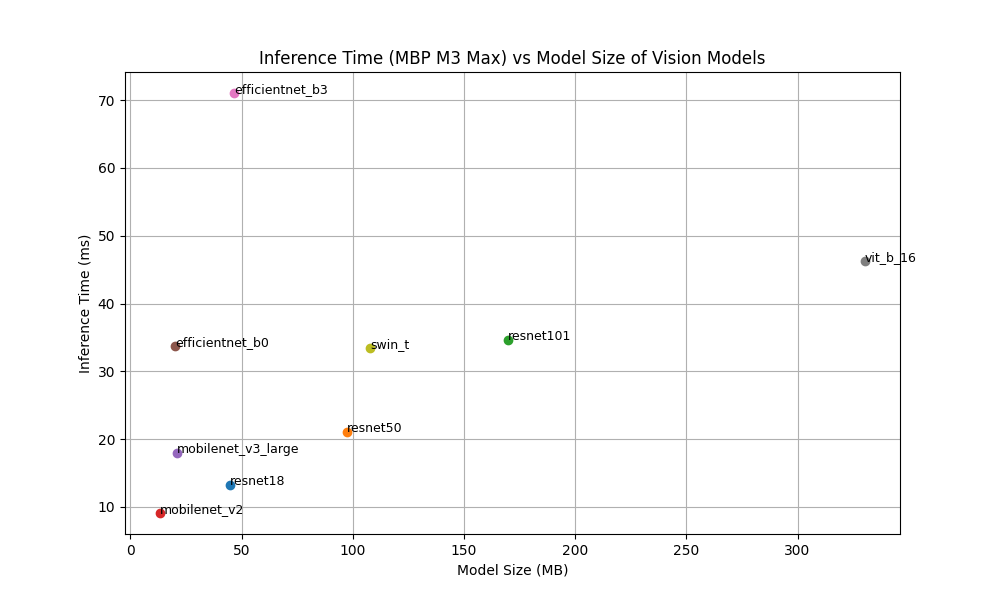 Inference Time (MBP M3 Max) vs Model Size of Vision Models
efficientnet_b3
70
60
50
vit_b_16
40
resnet101
efficientnet_b0
swin_t
30
resnet50
20
mobilenet_v3_large
resnet18
10
mobilenet_v2
Inference Time (ms)
0 50 100 150 200 250 300
Model Size (MB)